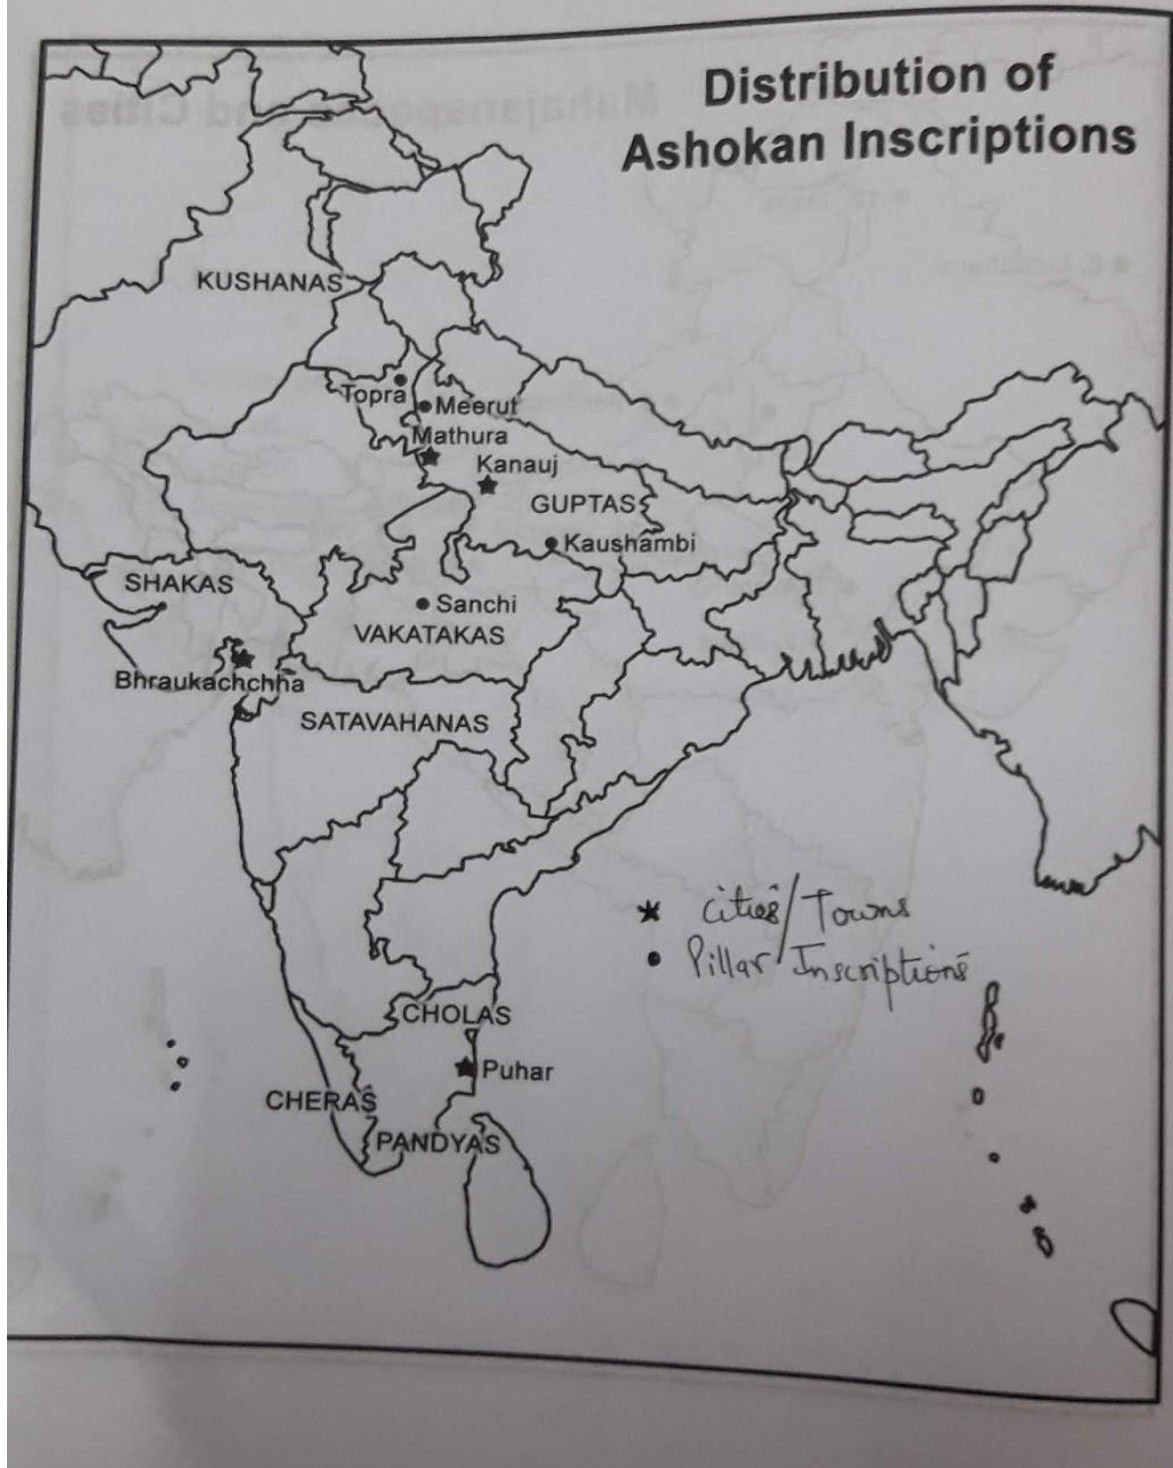 Distribution of
Ashokan Inscriptions
KUSHANAS
Topra
Meerut
Mathura
Kanauj
GUPTAS
Kaushambi
SHAKAS
Sanchi
VAKATAKAS
Bhraukachchha
SATAVAHANAS
★ Cities/Towns
• Pillar Inscriptions
CHOLAS
Puhar
CHERAS
PANDYAS